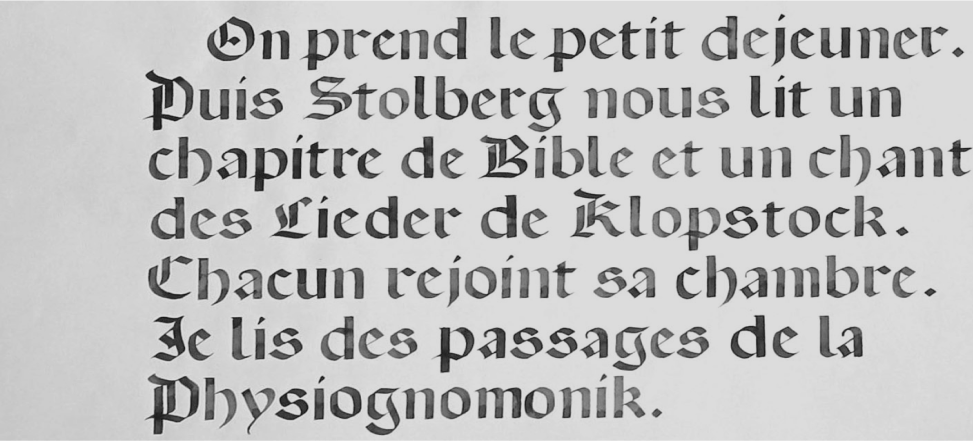 On prend le petit dejeuner.
Puis Stolberg nous lit un
chapitre de Bible et un chant
des Lieder de Klopstock.
Chacun rejoint sa chambre.
Je lis des passages de la
Physiognomonik.